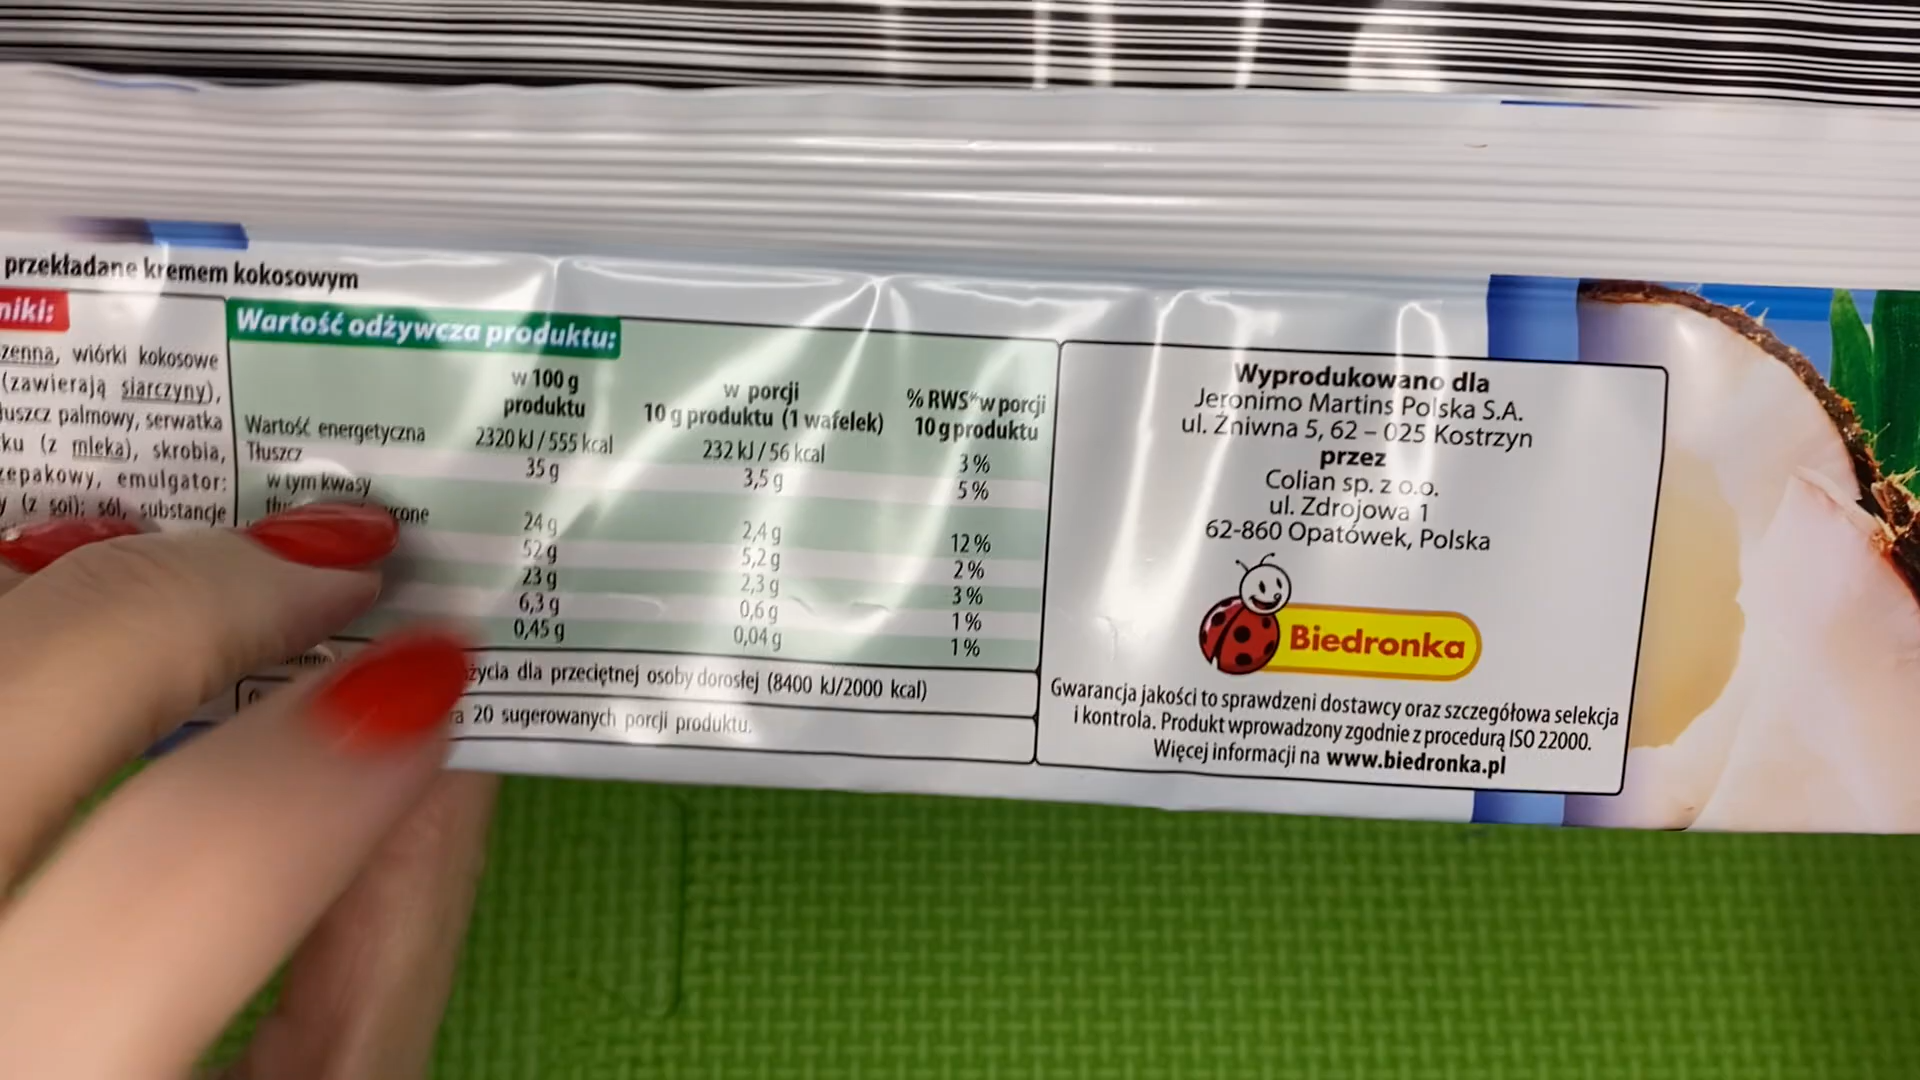 przekładane kremem kokosowym
niki:
zenna, wiórki kokosowe
(zawierają siarczyny),
łuszcz palmowy, serwatka
ku (z mleka), skrobia,
zepakowy, emulgator:
y (z soi); sól, substancje
Wartość odżywcza produktu:
w 100 g
produktu
w porcji
10 g produktu (1 wafelek)
% RWS* w porcji
10 g produktu
Wartość energetyczna 2320 kJ / 555 kcal 232 kJ / 56 kcal 3 %
Tłuszcz 35 g 3,5 g 5 %
w tym kwasy
24 g 2,4 g 12 %
52 g 5,2 g 2 %
23 g 2,3 g 3 %
6,3 g 0,6 g 1 %
0,45 g 0,04 g 1 %
życia dla przeciętnej osoby dorosłej (8400 kJ/2000 kcal)
ra 20 sugerowanych porcji produktu.
Wyprodukowano dla
Jeronimo Martins Polska S.A.
ul. Żniwna 5, 62 – 025 Kostrzyn
przez
Colian sp. z o.o.
ul. Zdrojowa 1
62-860 Opatówek, Polska
Biedronka
Gwarancja jakości to sprawdzeni dostawcy oraz szczegółowa selekcja
i kontrola. Produkt wprowadzony zgodnie z procedurą ISO 22000.
Więcej informacji na www.biedronka.pl